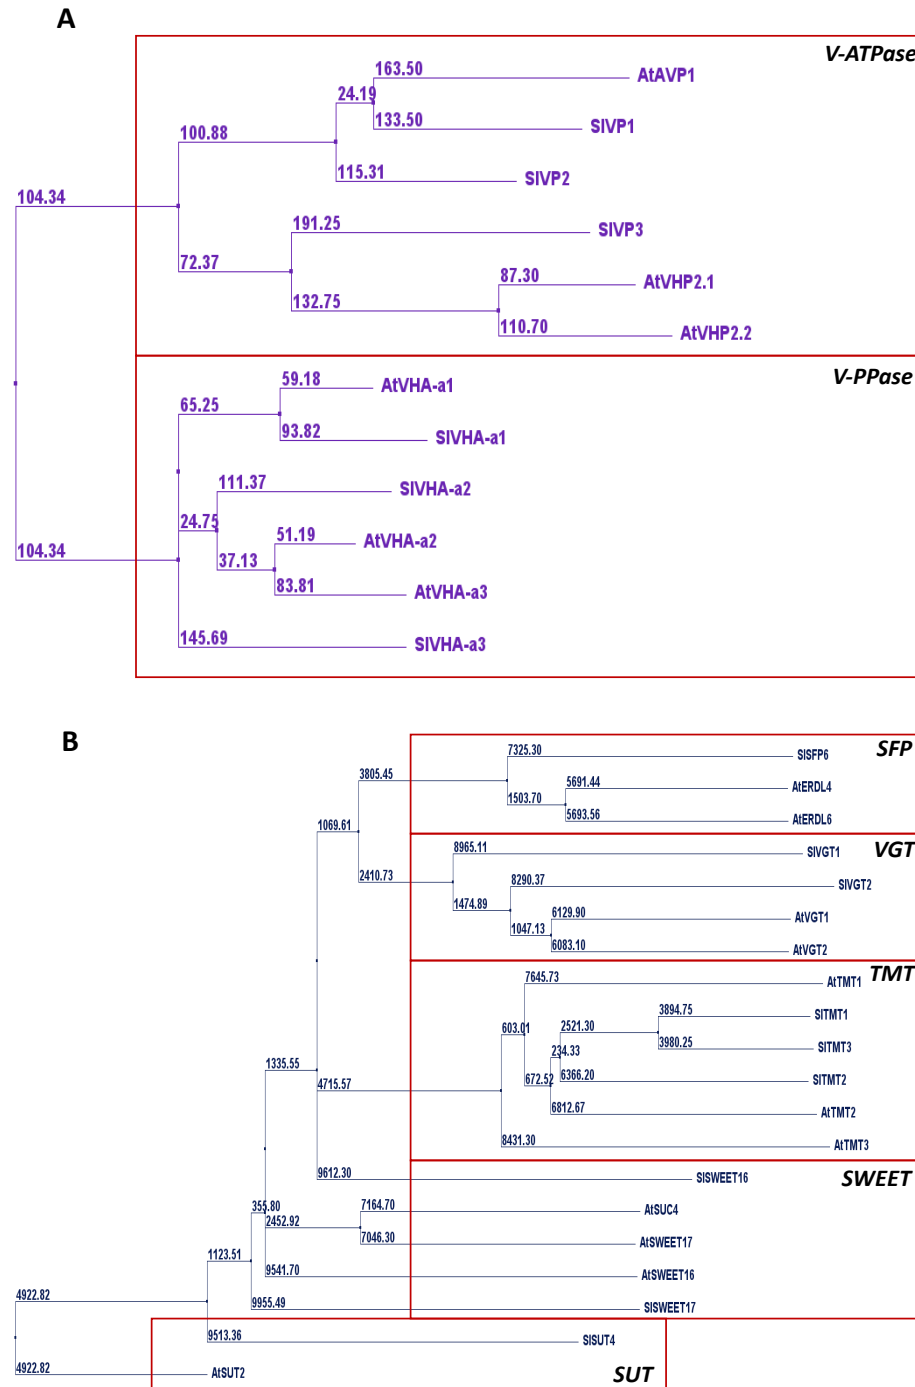 A
V-ATPase
163.50
AtAVP1
24.19
133.50
SlVP1
100.88
115.31
SlVP2
104.34
191.25
SlVP3
72.37
87.30
AtVHP2.1
132.75
110.70
AtVHP2.2
V-PPase
59.18
AtVHA-a1
65.25
93.82
SlVHA-a1
111.37
SlVHA-a2
24.75
51.19
AtVHA-a2
37.13
104.34
83.81
AtVHA-a3
145.69
SlVHA-a3
B
SFP
7325.30
SlSFP6
3805.45
5691.44
AtERDL4
1503.70
5693.56
AtERDL6
1069.61
VGT
8965.11
SlVGT1
2410.73
8290.37
SlVGT2
1474.89
6129.90
AtVGT1
1047.13
6083.10
AtVGT2
TMT
7645.73
AtTMT1
3894.75
SlTMT1
603.01
2521.30
3980.25
SlTMT3
234.33
1335.55
4715.57
672.52
6366.20
SlTMT2
6812.67
AtTMT2
8431.30
AtTMT3
SWEET
9612.30
SlSWEET16
355.80
7164.70
AtSUC4
2452.92
7046.30
AtSWEET17
1123.51
9541.70
AtSWEET16
4922.82
9955.49
SlSWEET17
9513.36
SlSUT4
4922.82
AtSUT2
SUT